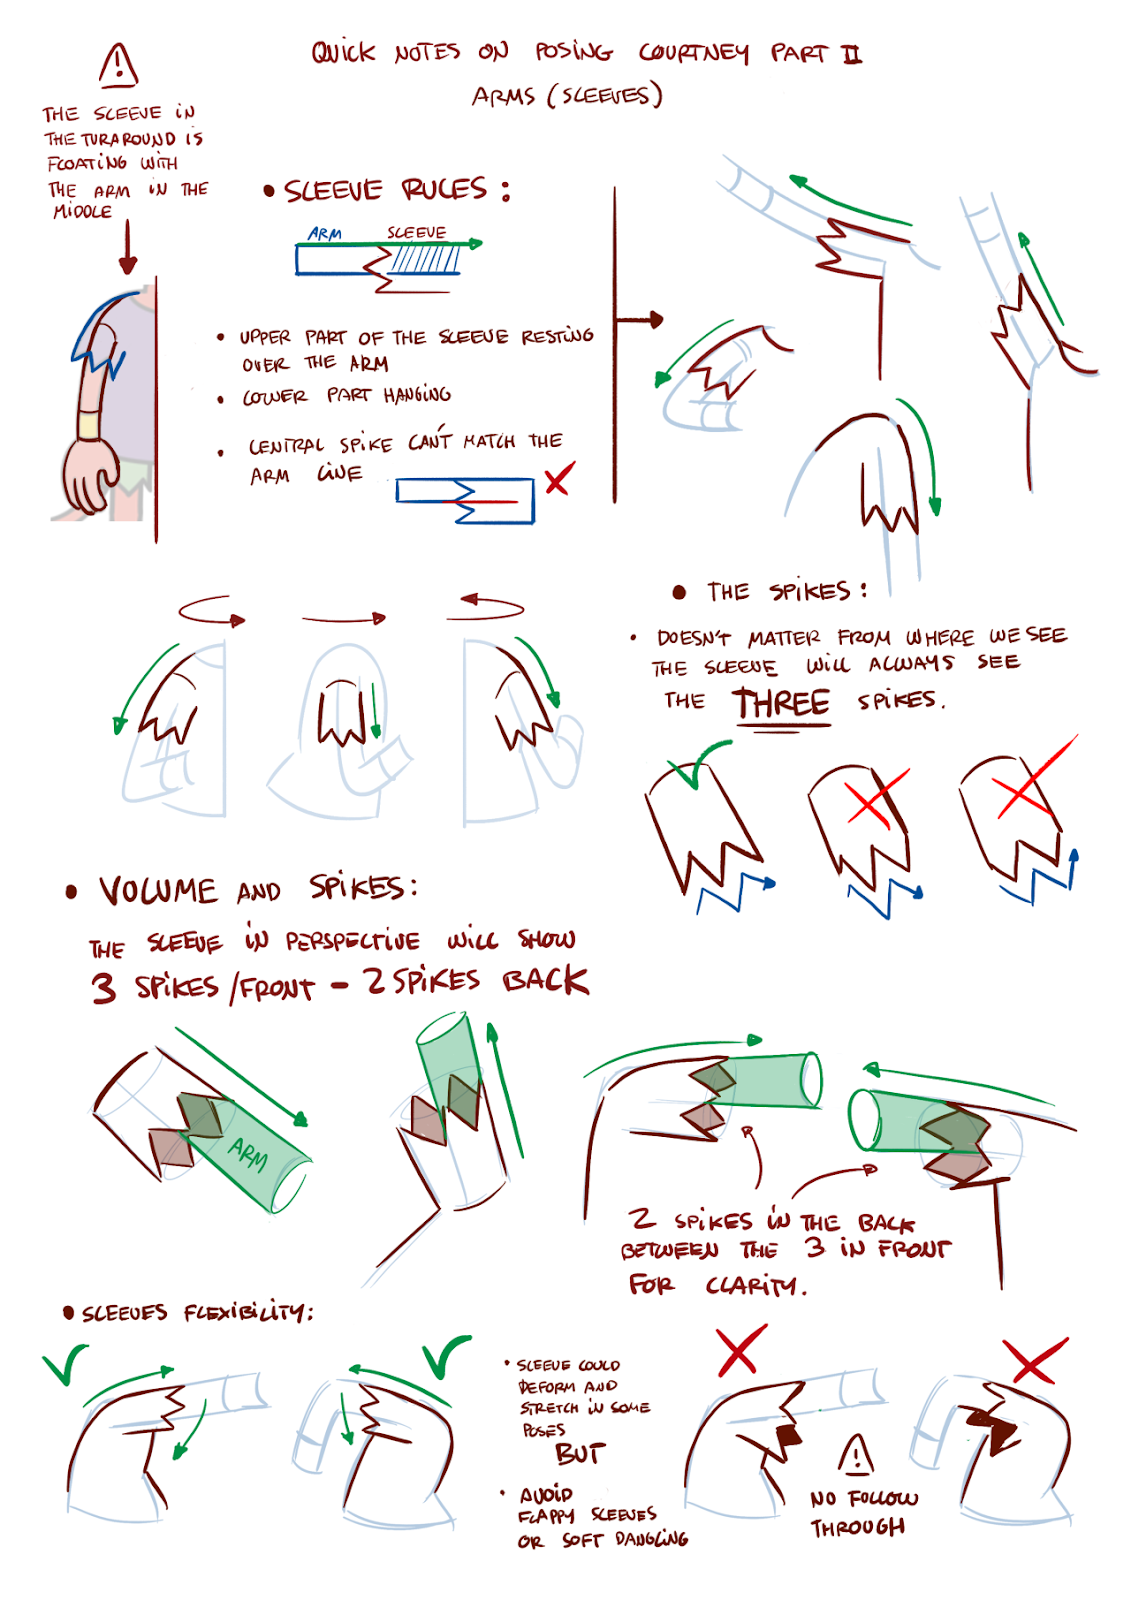 QUICK NOTES ON POSING COURTNEY PART II
ARMS (SLEEVES)
THE SLEEVE IN
THE TURAROUND IS
FLOATING WITH
THE ARM IN THE
MIDDLE
• SLEEVE RULES:
ARM SLEEVE
• UPPER PART OF THE SLEEVE RESTING
OVER THE ARM
• LOWER PART HANGING
• CENTRAL SPIKE CAN'T MATCH THE
ARM LINE
• THE SPIKES:
• DOESN'T MATTER FROM WHERE WE SEE
THE SLEEVE WILL ALWAYS SEE
THE THREE SPIKES.
• VOLUME AND SPIKES:
THE SLEEVE IN PERSPECTIVE WILL SHOW
3 SPIKES/FRONT - 2 SPIKES BACK
ARM
2 SPIKES IN THE BACK
BETWEEN THE 3 IN FRONT
FOR CLARITY.
• SLEEVES FLEXIBILITY:
• SLEEVE COULD
DEFORM AND
STRETCH IN SOME
POSES
BUT
• AVOID
FLAPPY SLEEVES
OR SOFT DANGLING
NO FOLLOW
THROUGH